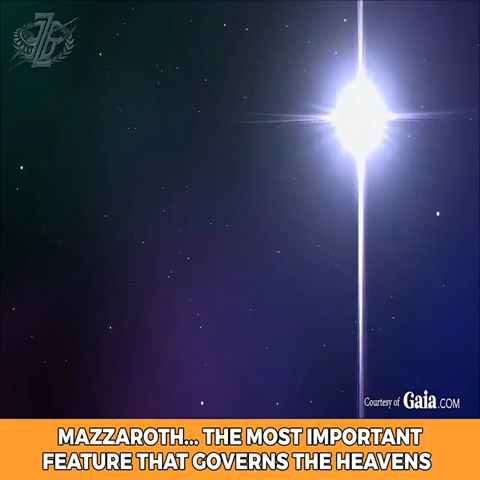 Courtesy of Gaia.COM
MAZZAROTH... THE MOST IMPORTANT
FEATURE THAT GOVERNS THE HEAVENS